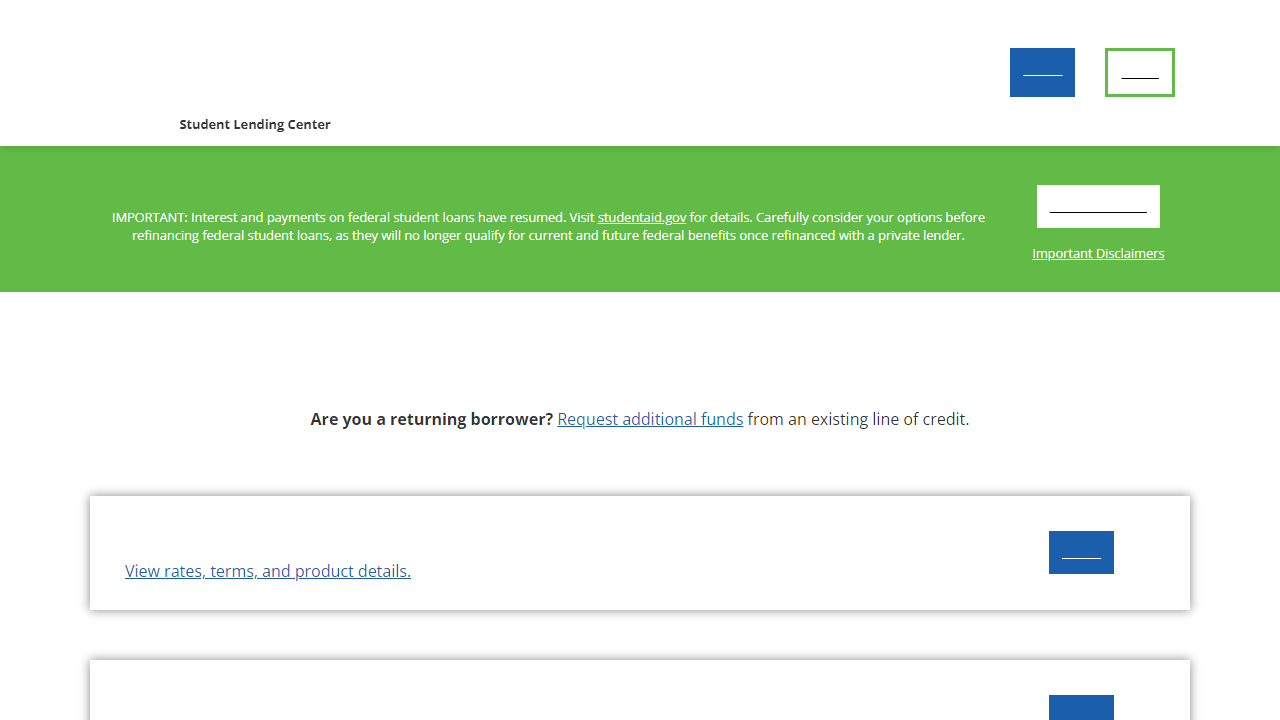 Student Lending Center
IMPORTANT: Interest and payments on federal student loans have resumed. Visit studentaid.gov for details. Carefully consider your options before
refinancing federal student loans, as they will no longer qualify for current and future federal benefits once refinanced with a private lender.
Important Disclaimers
Are you a returning borrower? Request additional funds from an existing line of credit.
View rates, terms, and product details.